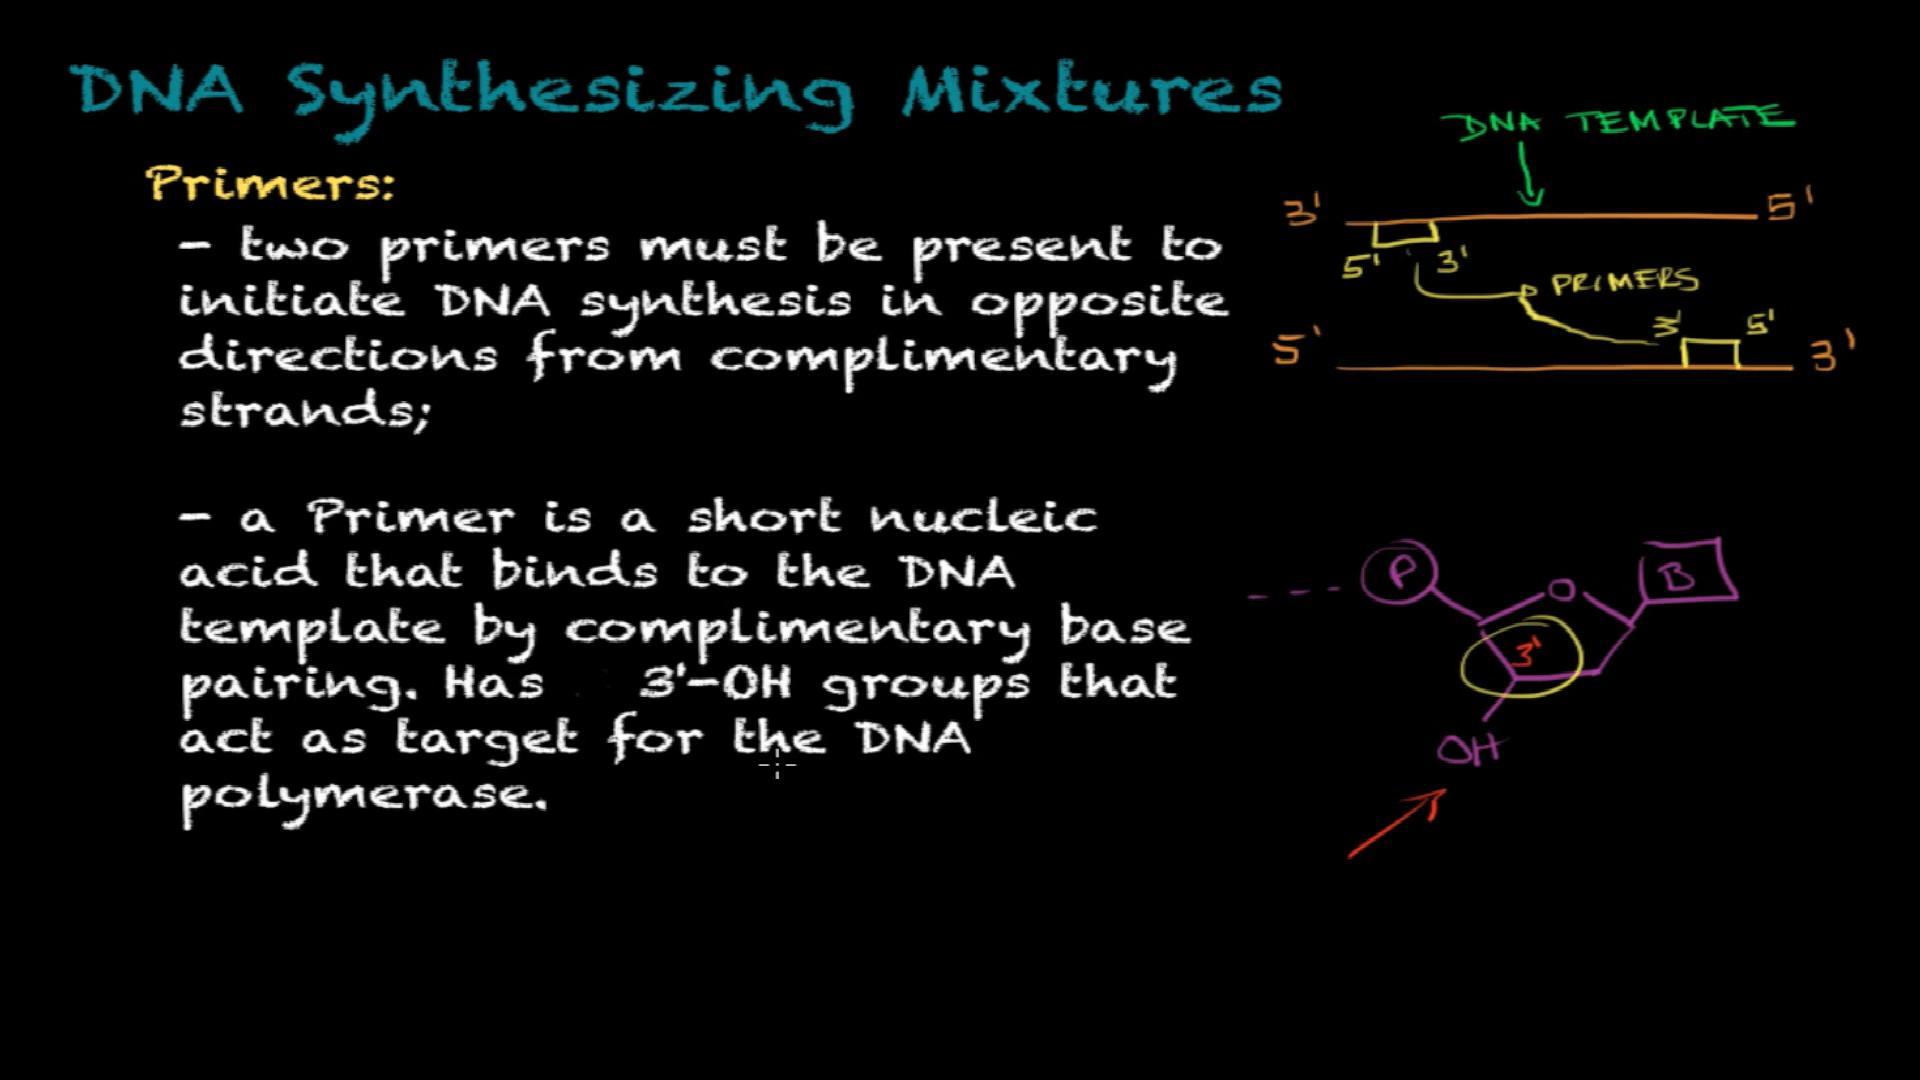 DNA Synthesizing Mixtures
Primers:
- two primers must be present to
initiate DNA synthesis in opposite
directions from complimentary
strands;
- a Primer is a short nucleic
acid that binds to the DNA
template by complimentary base
pairing. Has 3'-OH groups that
act as target for the DNA
polymerase.
DNA TEMPLATE
3' 5'
5' 3'
PRIMERS
3' 5'
5' 3'
P O B
3'
OH